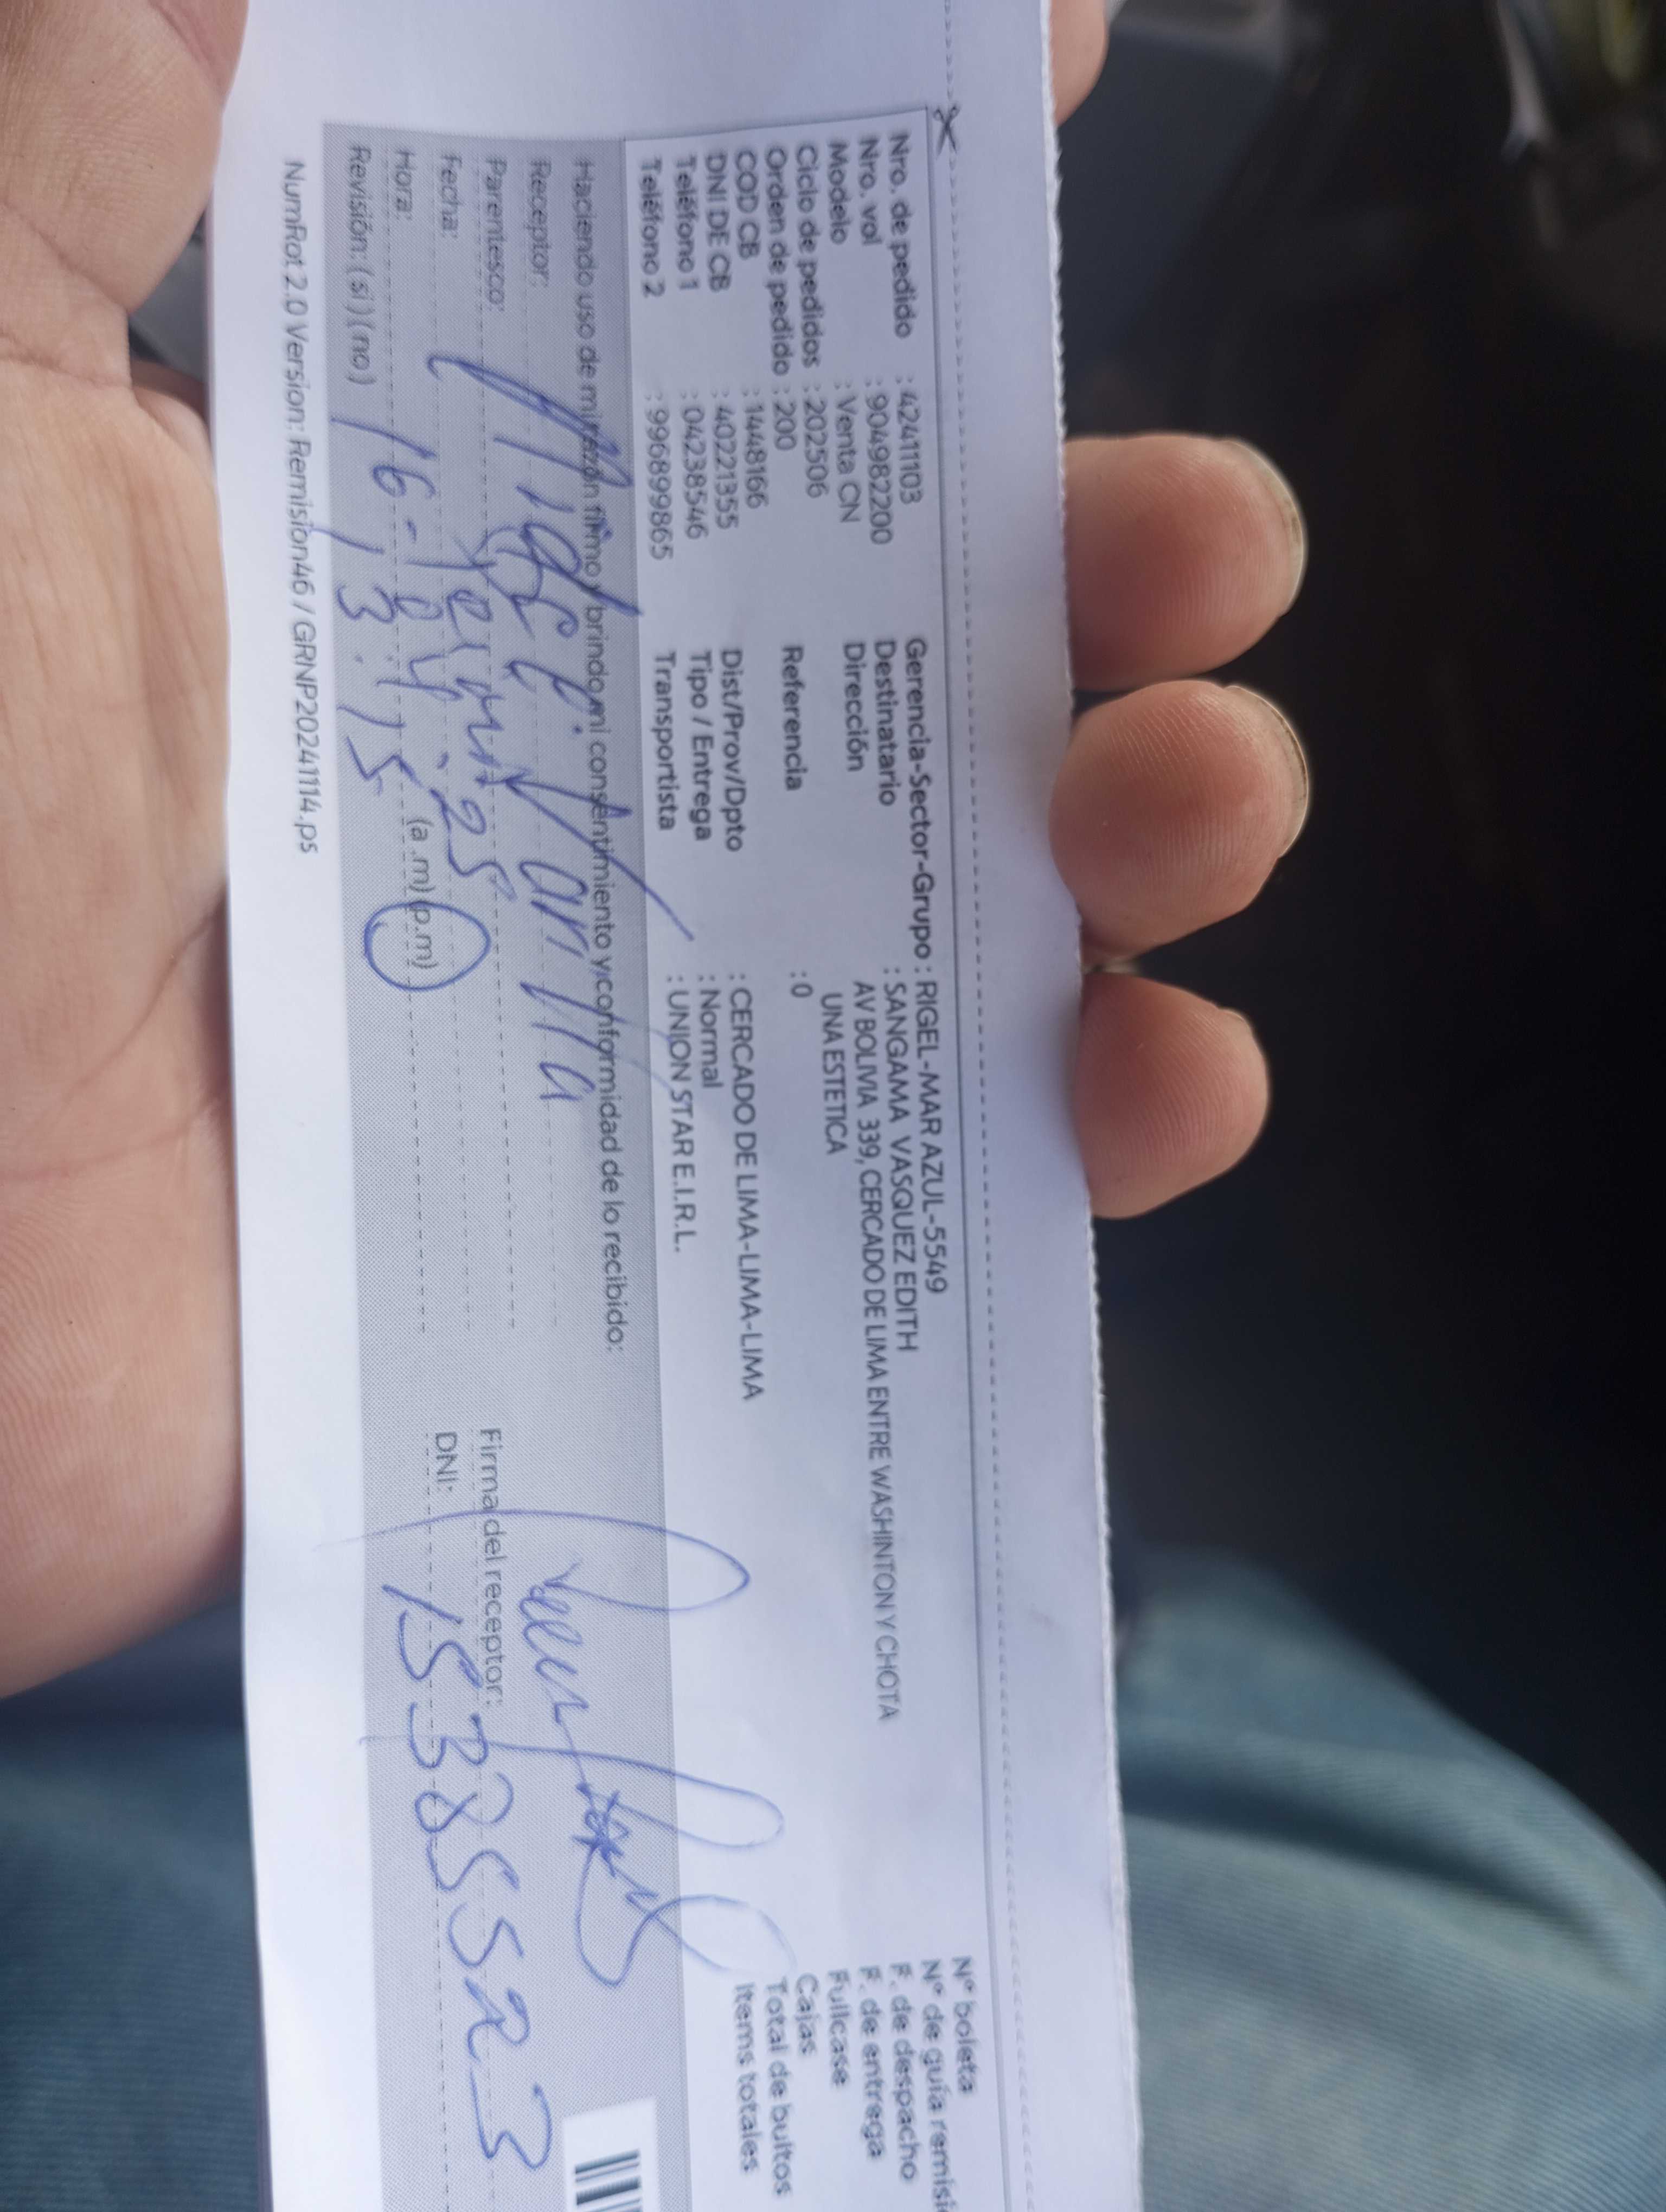 Nro. de pedido : 42411103
Nro. vol : 9049822200
Modelo : Venta CN
Ciclo de pedidos : 202506
Orden de pedido : 200
COD CB : 1448166
DNI DE CB : 40221355
Teléfono 1 : 042385546
Teléfono 2 : 996899865
Gerencia-Sector-Grupo : RIGEL-MAR AZUL-5549
Destinatario : SANGAMA VASQUEZ EDITH
Dirección AV BOLIVIA 339, CERCADO DE LIMA ENTRE WASHINTON Y CHOTA
UNA ESTETICA
Referencia : 0
Dist/Prov/Dpto : CERCADO DE LIMA-LIMA-LIMA
Tipo / Entrega : Normal
Transportista : UNION STAR E.I.R.L.
Nº boleta
Nº de guía remisi
F. de despacho
F. de entrega
Fullcase
Cajas
Total de bultos
Items totales
Haciendo uso de mi razón firmo y brindo mi consentimiento y conformidad de lo recibido:
Receptor:
Parentesco:
Fecha: 16-04-25
Hora: 13:15 (a.m) (p.m)
Revisión: (si) (no)
Firma del receptor:
DNI: 15385523
NumRot 2.0 Version: Remisión46 / GRNP20241114.ps